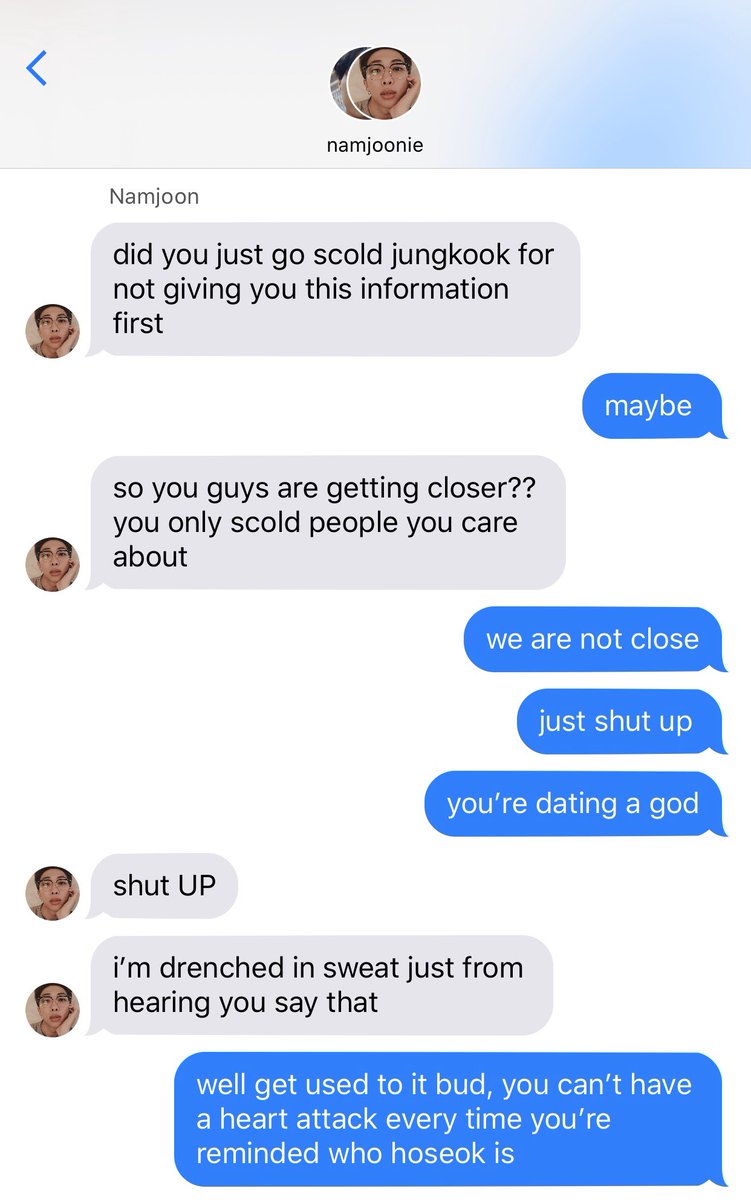 namjoonie
Namjoon
did you just go scold jungkook for
not giving you this information
first
maybe
so you guys are getting closer??
you only scold people you care
about
we are not close
just shut up
you’re dating a god
shut UP
i’m drenched in sweat just from
hearing you say that
well get used to it bud, you can’t have
a heart attack every time you’re
reminded who hoseok is